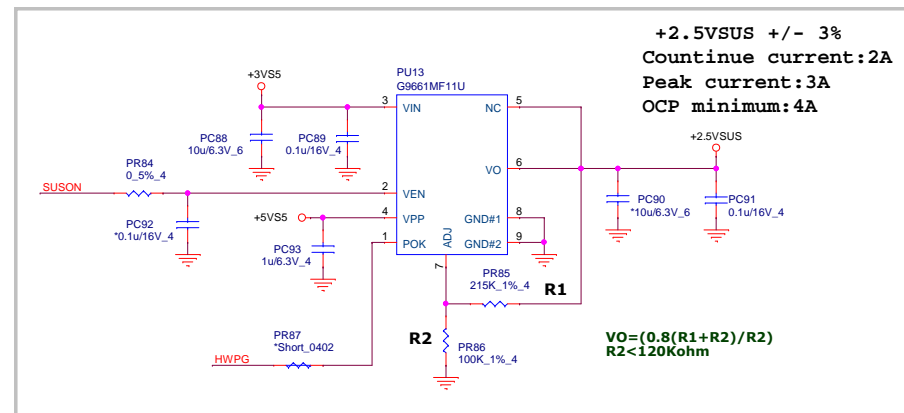 +2.5VSUS +/- 3%
Countinue current:2A
Peak current:3A
OCP minimum:4A
+3VS5
PU13
G9661MF11U
3
VIN
NC
5
PC88
10u/6.3V_6
PC89
0.1u/16V_4
+2.5VSUS
VO
6
PR84
0_5%_4
SUSON
2
VEN
PC90
*10u/6.3V_6
PC91
0.1u/16V_4
PC92
*0.1u/16V_4
+5VS5
4
VPP
GND#1
8
PC93
1u/6.3V_4
1
POK
ADJ
GND#2
9
7
PR85
215K_1%_4
R1
R2
PR86
100K_1%_4
PR87
*Short_0402
HWPG
VO=(0.8(R1+R2)/R2)
R2<120Kohm